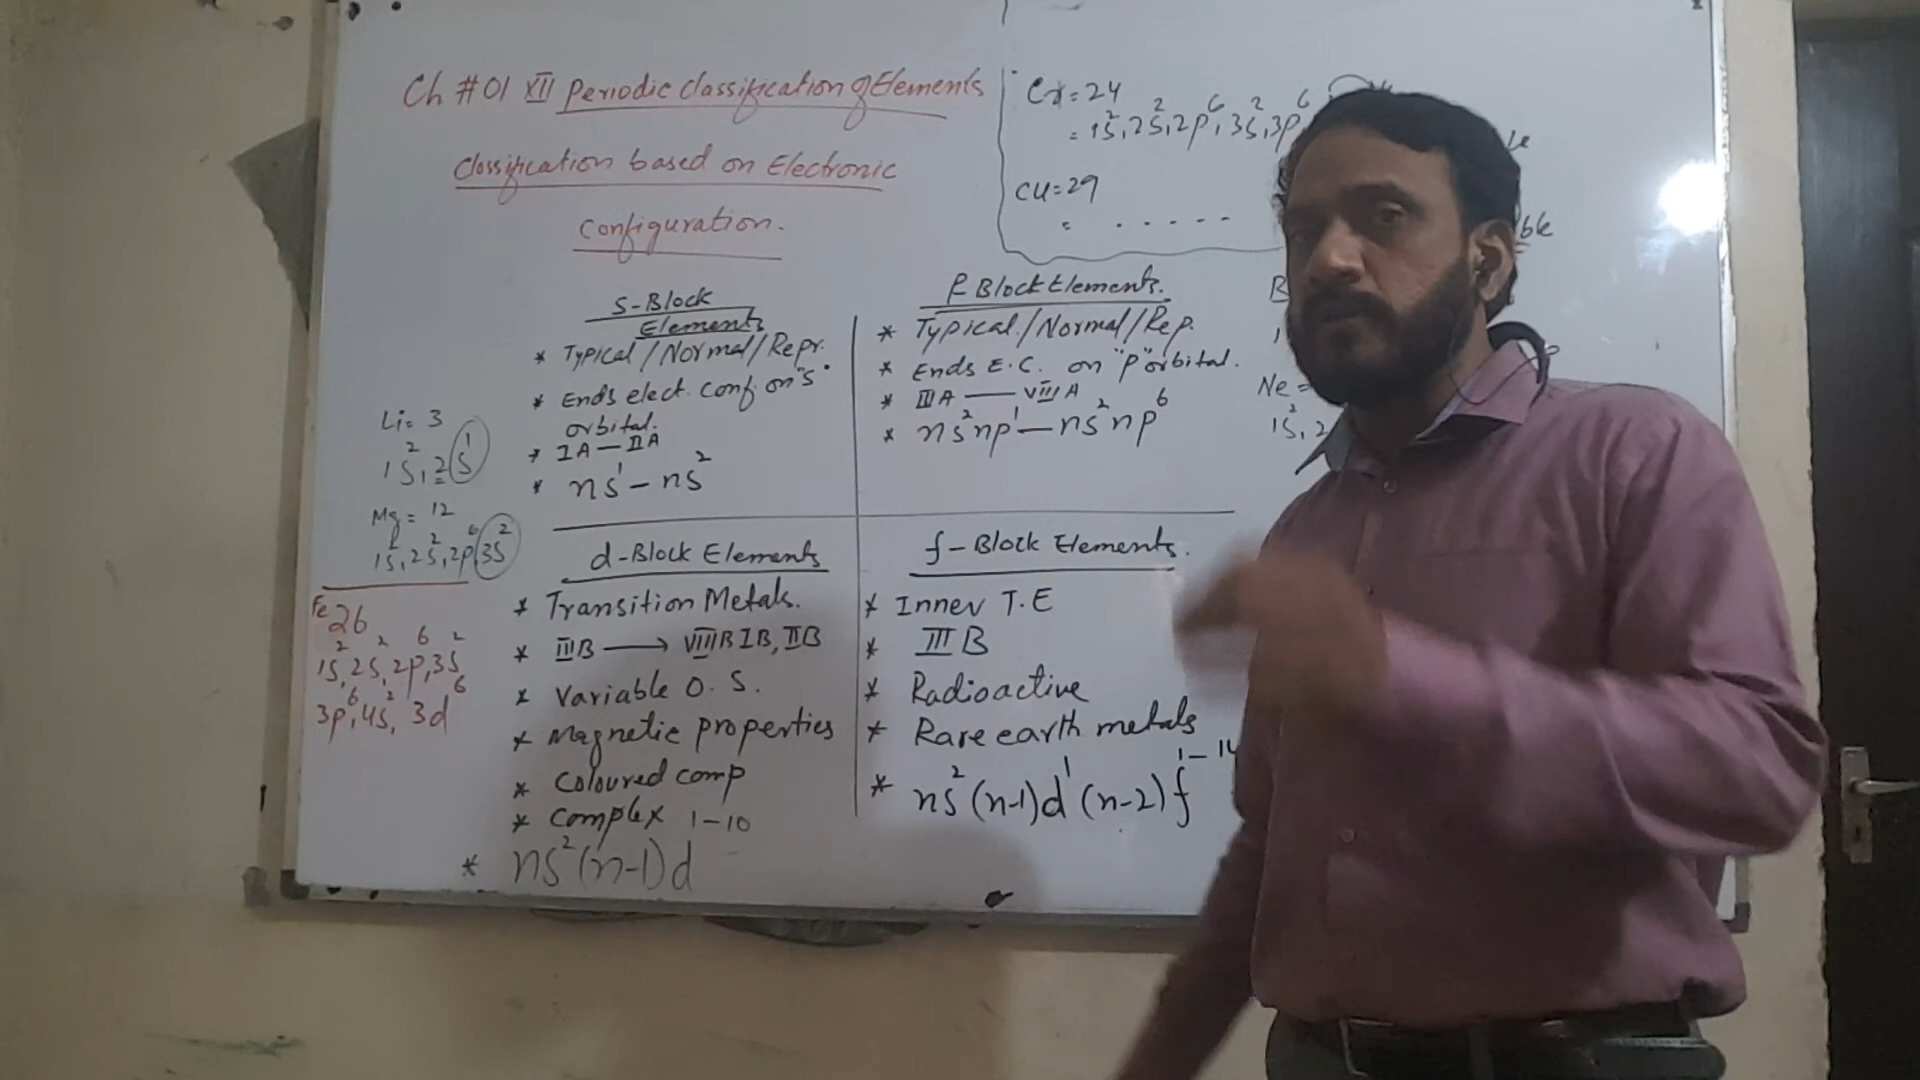 Ch #01 XII Periodic classification of Elements
Classification based on Electronic
Configuration.
Cr=24
= 1s², 2s², 2p⁶, 3s², 3p⁶
CU=29
= . . . . . .
S-Block
Elements
* Typical/Normal/Repr.
* Ends elect. conf. on "s"
orbital.
* IA — IIA
* ns¹ – ns²
P Block Elements.
* Typical/Normal/Rep.
* Ends E.C. on "p" orbital.
* IIIA — VIIIA
* ns²np¹ — ns²np⁶
Li= 3
1s², 2s¹
Mg= 12
1s², 2s², 2p⁶, 3s²
Fe 26
1s², 2s², 2p⁶, 3s²
3p⁶, 4s², 3d⁶
d-Block Elements
* Transition Metals.
* IIIB → VIIIB IB, IIB
* Variable O.S.
* Magnetic properties
* Coloured comp
* Complex
* ns² (n-1)d 1-10
f-Block Elements.
* Inner T.E
* IIIB
* Radioactive
* Rare earth metals
* ns² (n-1)d¹ (n-2)f 1-14
Ne =
1s², 2